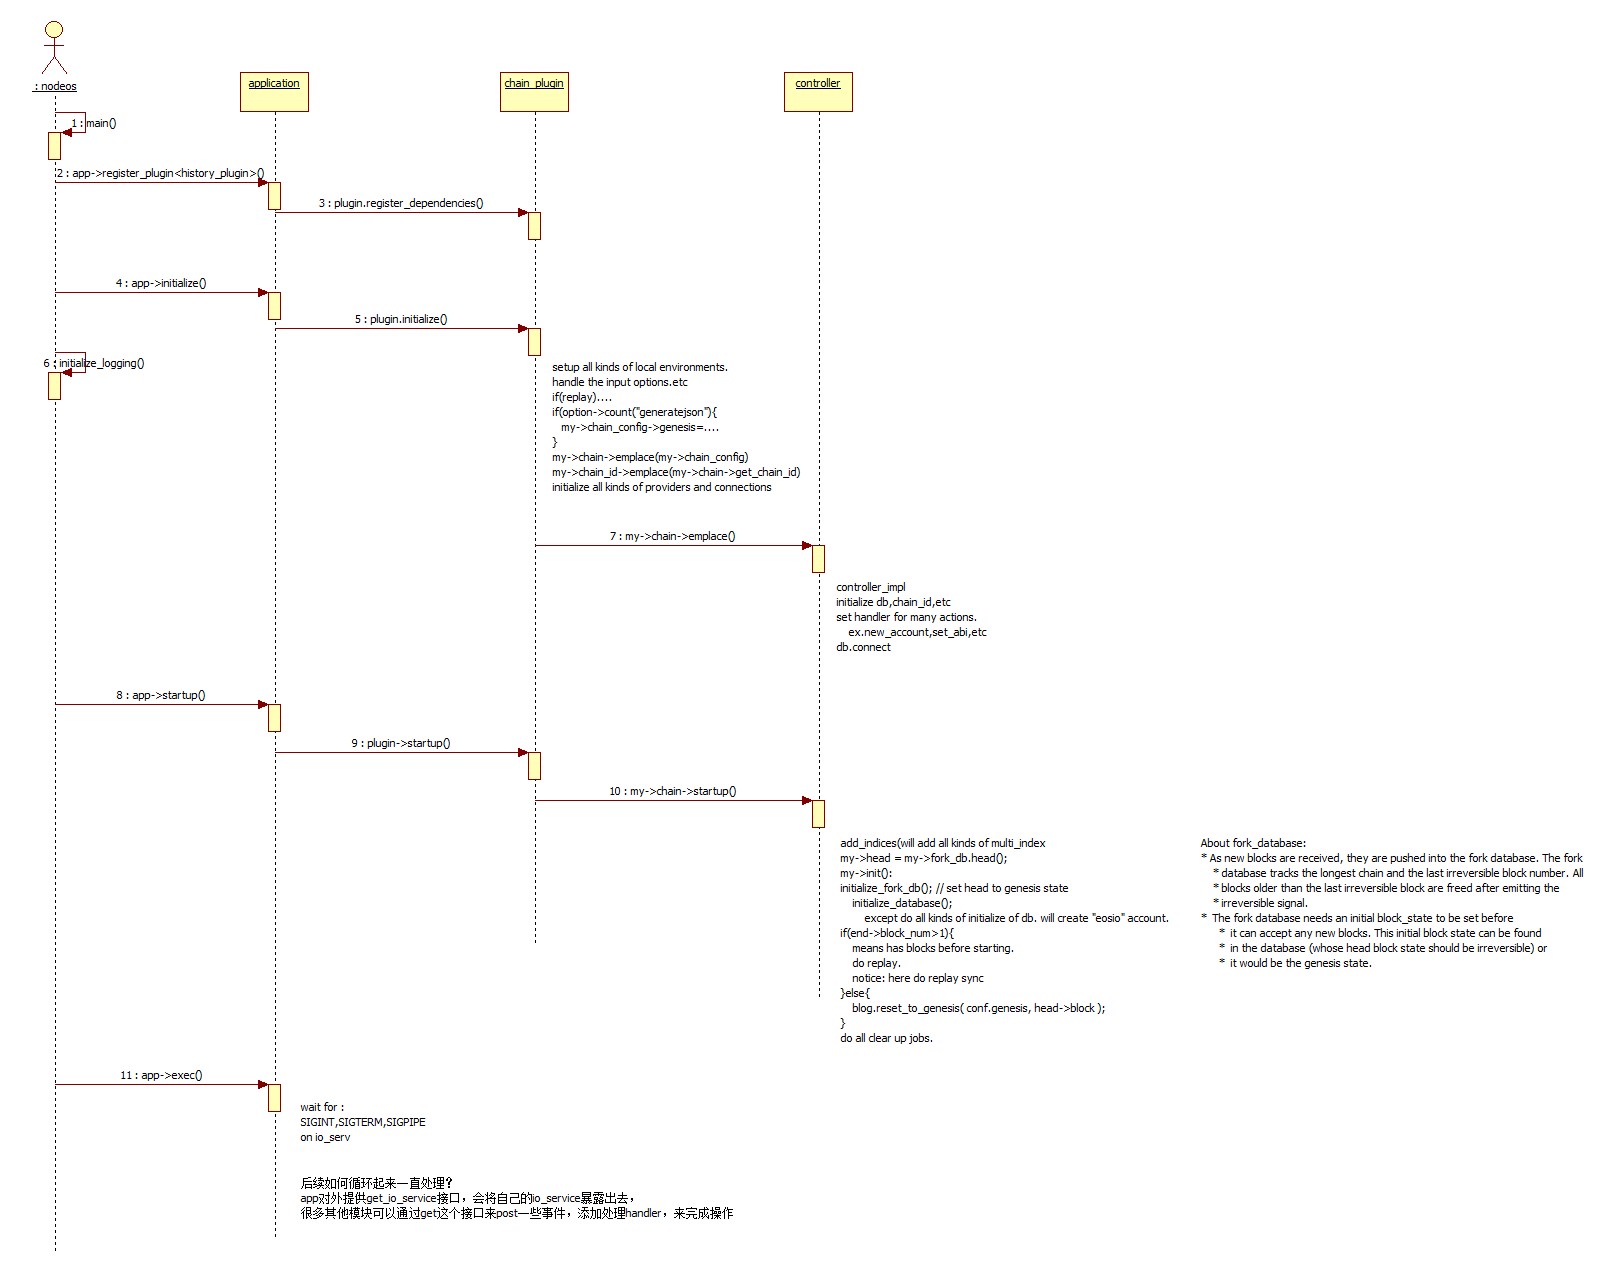 : nodeos
application
chain_plugin
controller
1 : main()
2 : app->register_plugin<history_plugin>()
3 : plugin.register_dependencies()
4 : app->initialize()
5 : plugin.initialize()
6 : initialize_logging()
setup all kinds of local environments.
handle the input options.etc
if(replay)....
if(option->count("generatejson"){
my->chain_config->genesis=....
}
my->chain->emplace(my->chain_config)
my->chain_id->emplace(my->chain->get_chain_id)
initialize all kinds of providers and connections
7 : my->chain->emplace()
controller_impl
initialize db,chain_id,etc
set handler for many actions.
ex.new_account,set_abi,etc
db.connect
8 : app->startup()
9 : plugin->startup()
10 : my->chain->startup()
add_indices(will add all kinds of multi_index
my->head = my->fork_db.head();
my->init():
initialize_fork_db(); // set head to genesis state
initialize_database();
except do all kinds of initialize of db. will create "eosio" account.
if(end->block_num>1){
means has blocks before starting.
do replay.
notice: here do replay sync
}else{
blog.reset_to_genesis( conf.genesis, head->block );
}
do all clear up jobs.
About fork_database:
* As new blocks are received, they are pushed into the fork database. The fork
* database tracks the longest chain and the last irreversible block number. All
* blocks older than the last irreversible block are freed after emitting the
* irreversible signal.
* The fork database needs an initial block_state to be set before
* it can accept any new blocks. This initial block state can be found
* in the database (whose head block state should be irreversible) or
* it would be the genesis state.
11 : app->exec()
wait for :
SIGINT,SIGTERM,SIGPIPE
on io_serv
后续如何循环起来一直处理？
app对外提供get_io_service接口，会将自己的io_service暴露出去，
很多其他模块可以通过get这个接口来post一些事件，添加处理handler，来完成操作